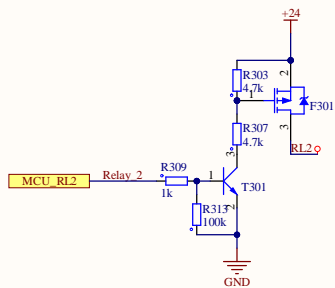 +24
R303
4.7k
2
1
F301
3
R307
4.7k
RL2
3
MCU_RL2
Relay_2
R309
1k
1
T301
R313
100k
2
GND